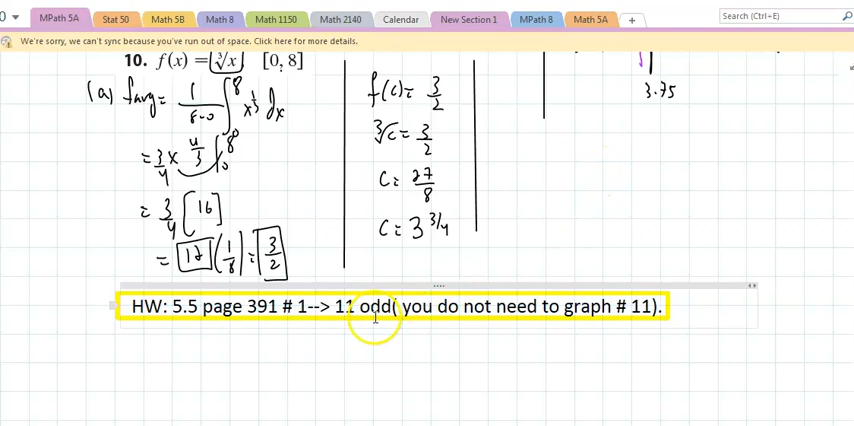 MPath 5A Stat 50 Math 5B Math 8 Math 1150 Math 2140 Calendar New Section 1 MPATH 8 Math 5A +
Search (Ctrl+E)
We're sorry, we can't sync because you've run out of space. Click here for more details.
10. f(x) = ∛x, [0, 8]
(a) favg = 1/(8-0) ∫₀⁸ x^(1/3) dx
= 3/4 x^(4/3) |₀⁸
= 3/4 [16]
= 12 (1/8) = 3/2
f(c) = 3/2
∛c = 3/2
c = 27/8
c = 3 3/4
3.75
HW: 5.5 page 391 # 1--> 11 odd( you do not need to graph # 11).